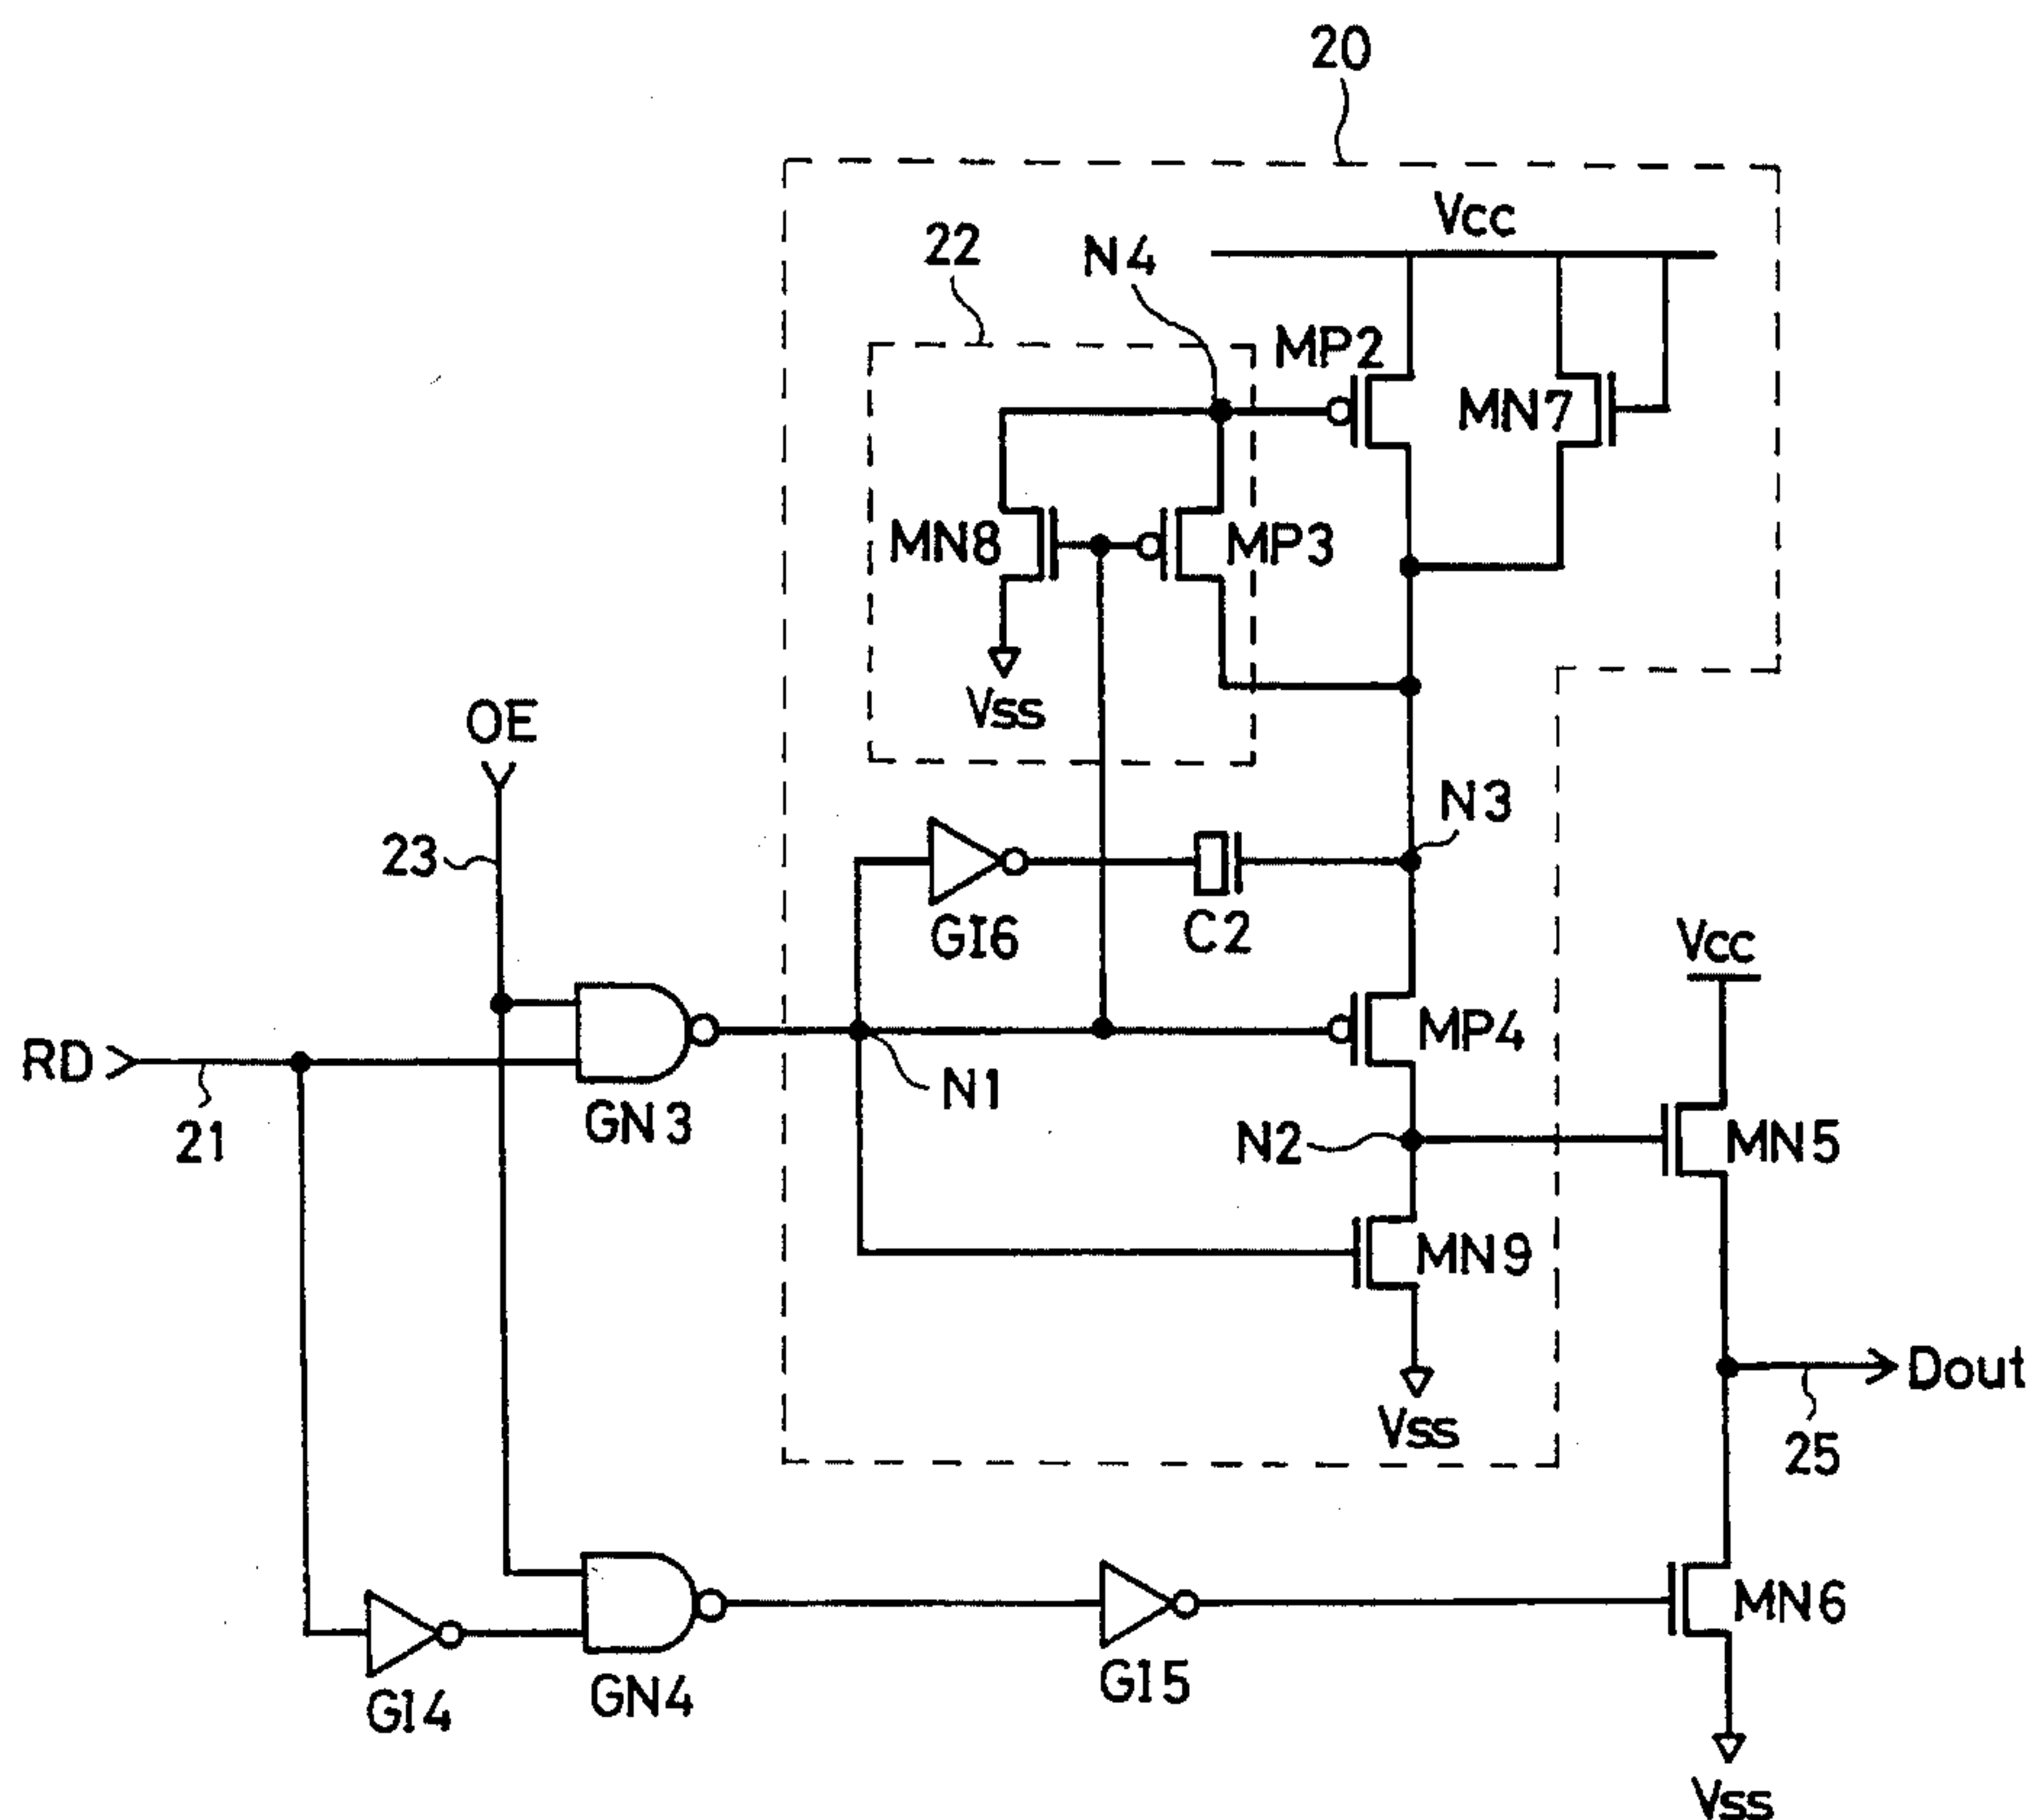 20
Vcc
22
N4
MP2
MN7
MN8
MP3
Vss
OE
N3
23
GI6
C2
Vcc
RD
MP4
N1
21
GN3
N2
MN5
MN9
Dout
Vss
25
MN6
GI4
GN4
GI5
Vss